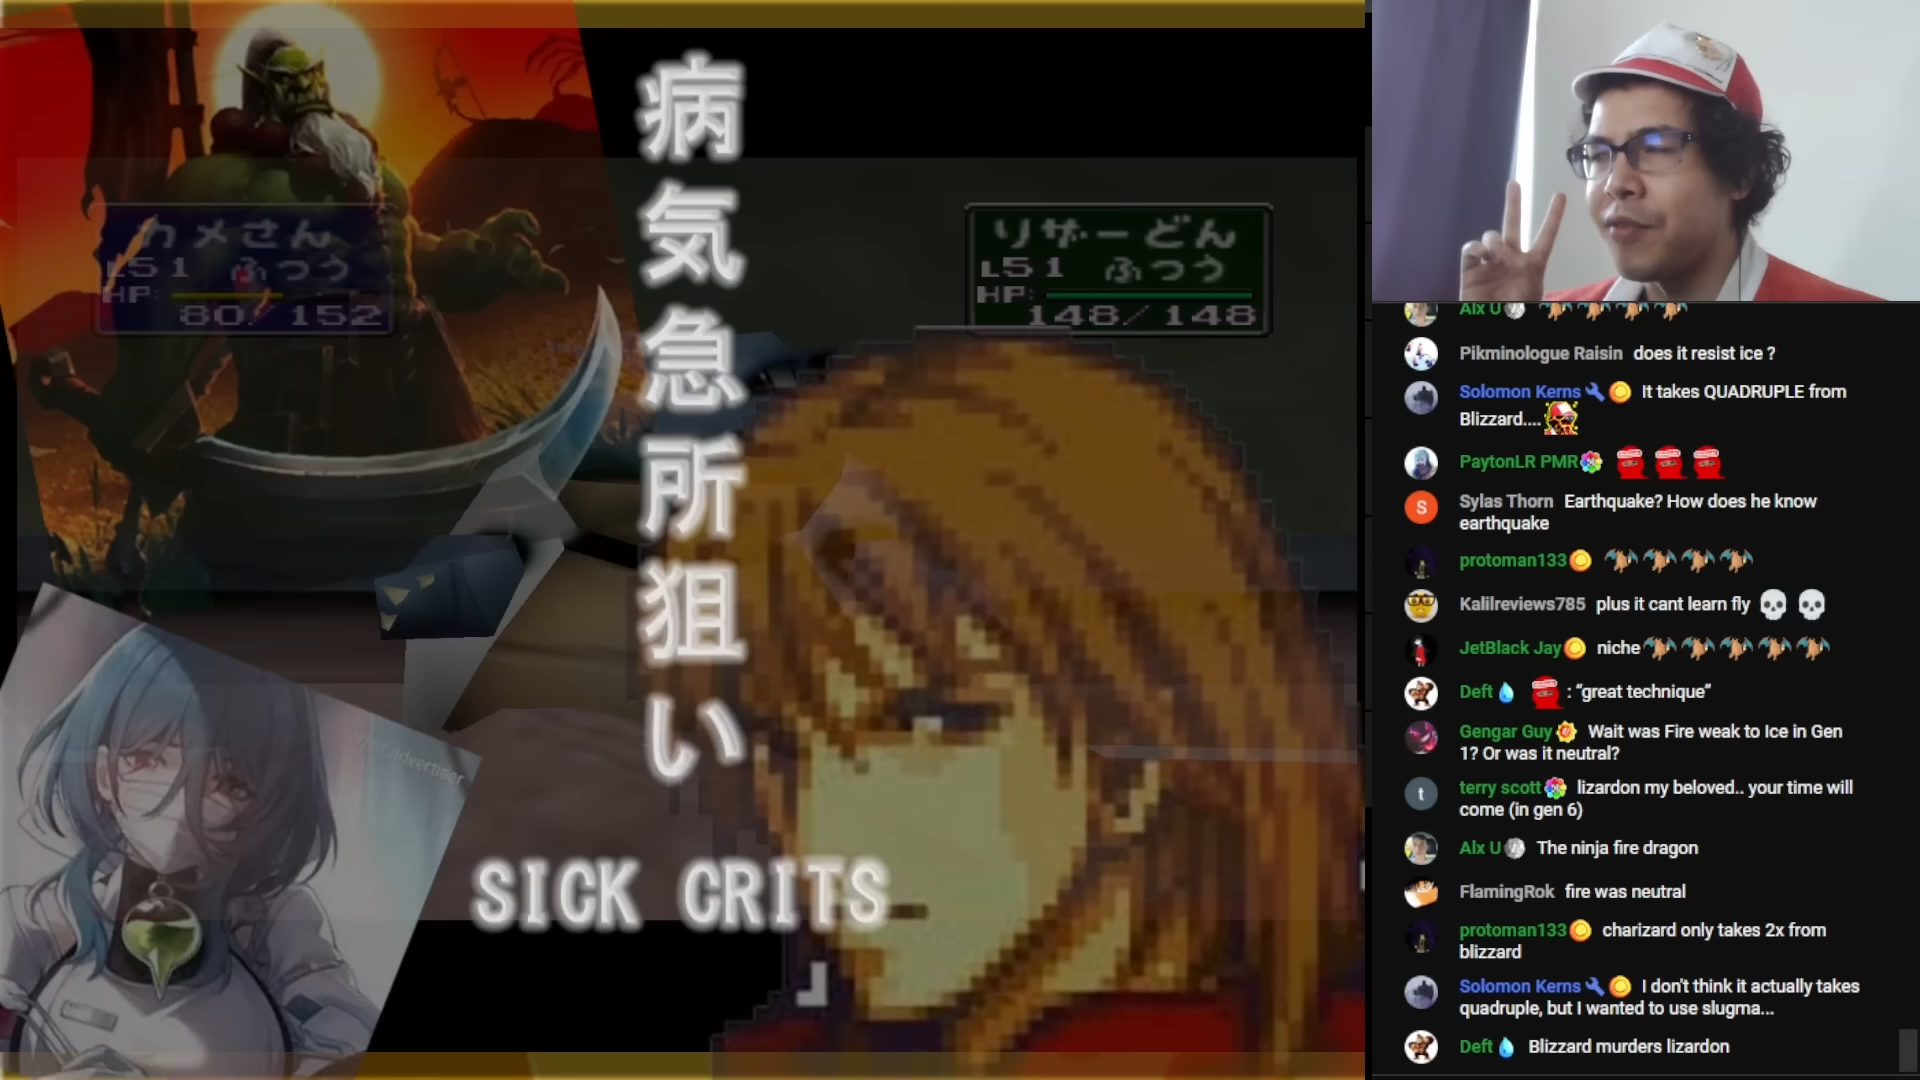 病気急所狙い
SICK CRITS
」
カメさん
L51 ふつう
HP:
80/152
リザードん
L51 ふつう
HP:
148/148
Alx U
Pikminologue Raisin does it resist ice ?
Solomon Kerns It takes QUADRUPLE from
Blizzard....
PaytonLR PMR
S
Sylas Thorn Earthquake? How does he know
earthquake
protoman133
Kalilreviews785 plus it cant learn fly
JetBlack Jay niche
Deft : “great technique”
Gengar Guy Wait was Fire weak to Ice in Gen
1? Or was it neutral?
t
terry scott lizardon my beloved.. your time will
come (in gen 6)
Alx U The ninja fire dragon
FlamingRok fire was neutral
protoman133 charizard only takes 2x from
blizzard
Solomon Kerns I don't think it actually takes
quadruple, but I wanted to use slugma...
Deft Blizzard murders lizardon